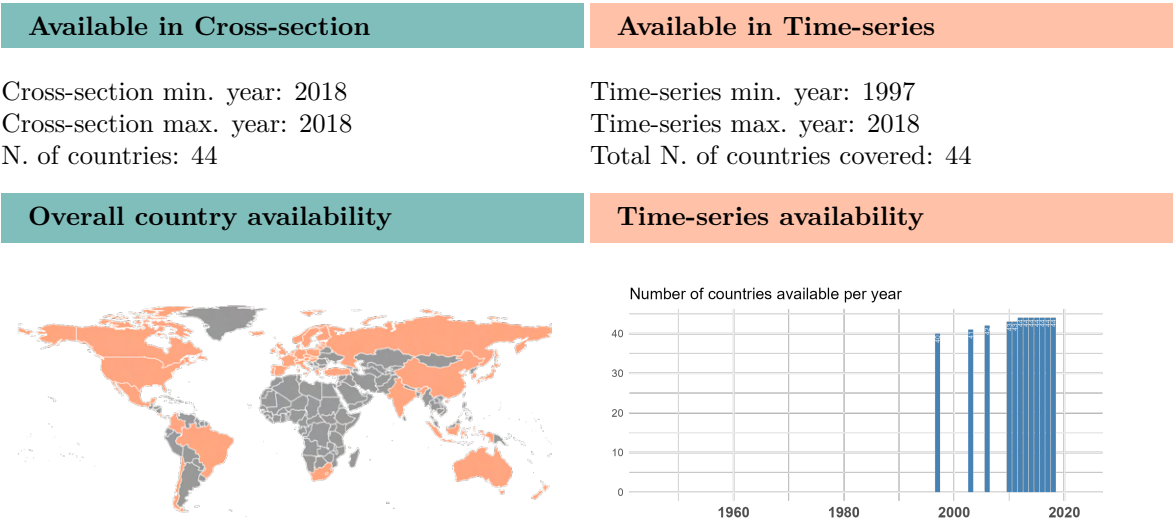 Available in Cross-section
Available in Time-series
Cross-section min. year: 2018
Cross-section max. year: 2018
N. of countries: 44
Time-series min. year: 1997
Time-series max. year: 2018
Total N. of countries covered: 44
Overall country availability
Time-series availability
Number of countries available per year
40
30
20
10
0
1960
1980
2000
2020